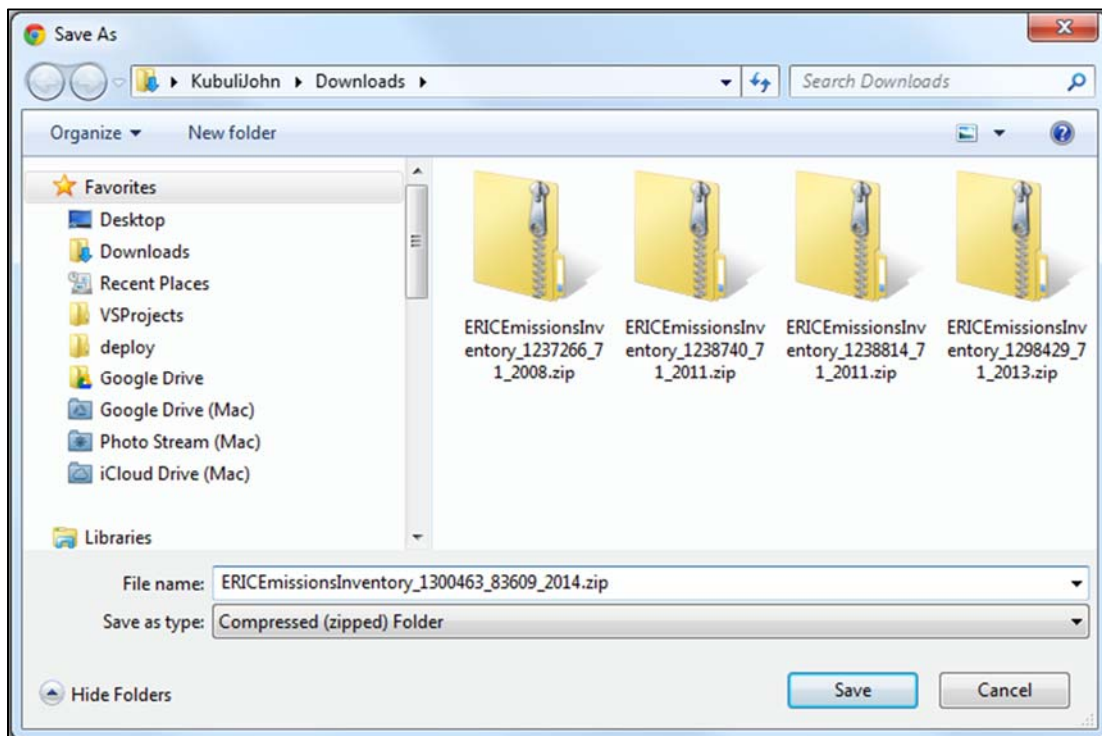 Save As
KubuliJohn Downloads
Search Downloads
Organize
New folder
Favorites
Desktop
Downloads
Recent Places
VSProjects
deploy
Google Drive
Google Drive (Mac)
Photo Stream (Mac)
iCloud Drive (Mac)
Libraries
ERICEmissionsInv
entory_1237266_7
1_2008.zip
ERICEmissionsInv
entory_1238740_7
1_2011.zip
ERICEmissionsInv
entory_1238814_7
1_2011.zip
ERICEmissionsInv
entory_1298429_7
1_2013.zip
File name: ERICEmissionsInventory_1300463_83609_2014.zip
Save as type: Compressed (zipped) Folder
Hide Folders
Save
Cancel